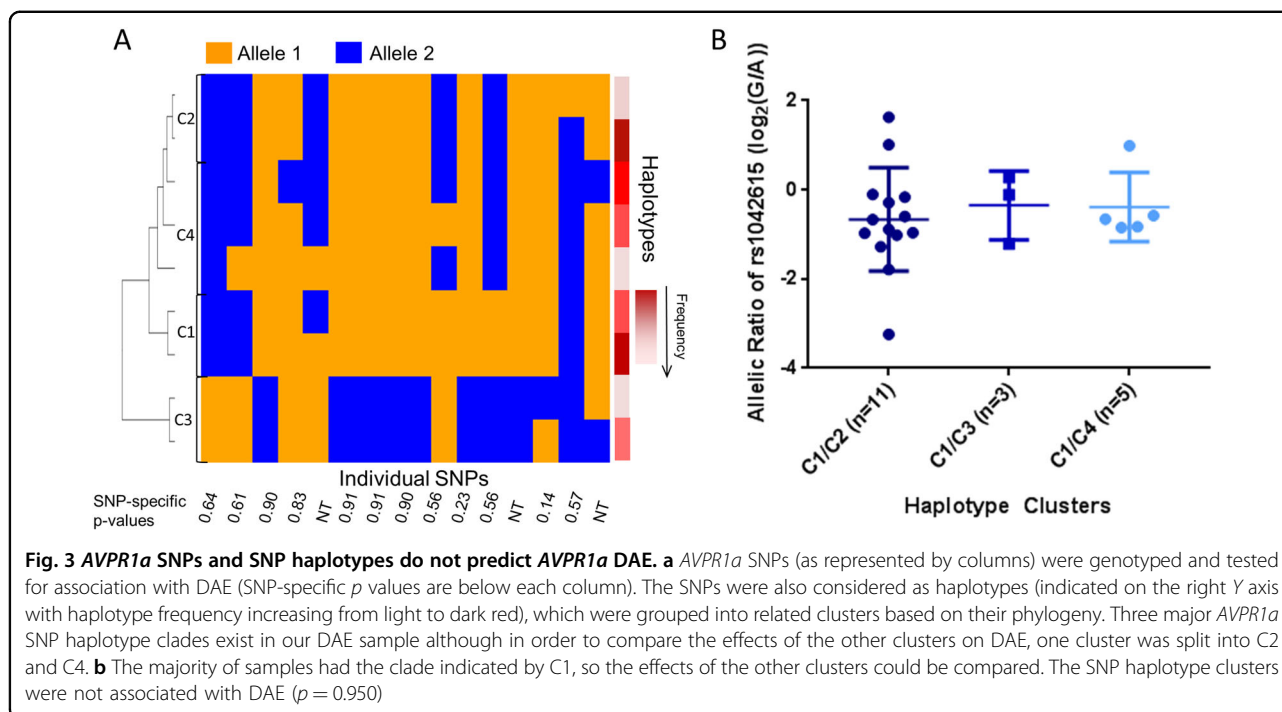 A
Allele 1
Allele 2
C2
C4
C1
C3
Haplotypes
Frequency
Individual SNPs
SNP-specific
p-values
0.64
0.61
0.90
0.83
NT
0.91
0.91
0.90
0.56
0.23
0.56
NT
0.14
0.57
NT
B
Allelic Ratio of rs1042615 (log2(G/A))
2
0
-2
-4
C1/C2 (n=11)
C1/C3 (n=3)
C1/C4 (n=5)
Haplotype Clusters
Fig. 3 AVPR1a SNPs and SNP haplotypes do not predict AVPR1a DAE. a AVPR1a SNPs (as represented by columns) were genotyped and tested
for association with DAE (SNP-specific p values are below each column). The SNPs were also considered as haplotypes (indicated on the right Y axis
with haplotype frequency increasing from light to dark red), which were grouped into related clusters based on their phylogeny. Three major AVPR1a
SNP haplotype clades exist in our DAE sample although in order to compare the effects of the other clusters on DAE, one cluster was split into C2
and C4. b The majority of samples had the clade indicated by C1, so the effects of the other clusters could be compared. The SNP haplotype clusters
were not associated with DAE (p = 0.950)